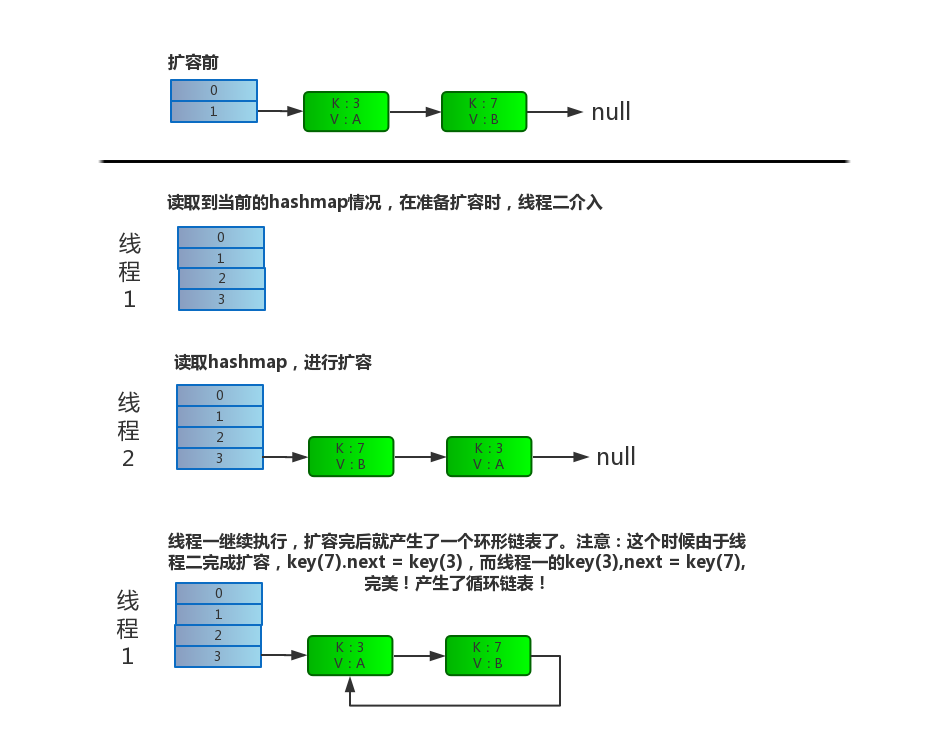 扩容前
0
1
K:3
V:A
K:7
V:B
null
读取到当前的hashmap情况，在准备扩容时，线程二介入
线程1
0
1
2
3
读取hashmap，进行扩容
线程2
0
1
2
3
K:7
V:B
K:3
V:A
null
线程一继续执行，扩容完后就产生了一个环形链表了。注意：这个时候由于线
程二完成扩容，key(7).next = key(3)，而线程一的key(3),next = key(7),
完美！产生了循环链表！
线程1
0
1
2
3
K:3
V:A
K:7
V:B